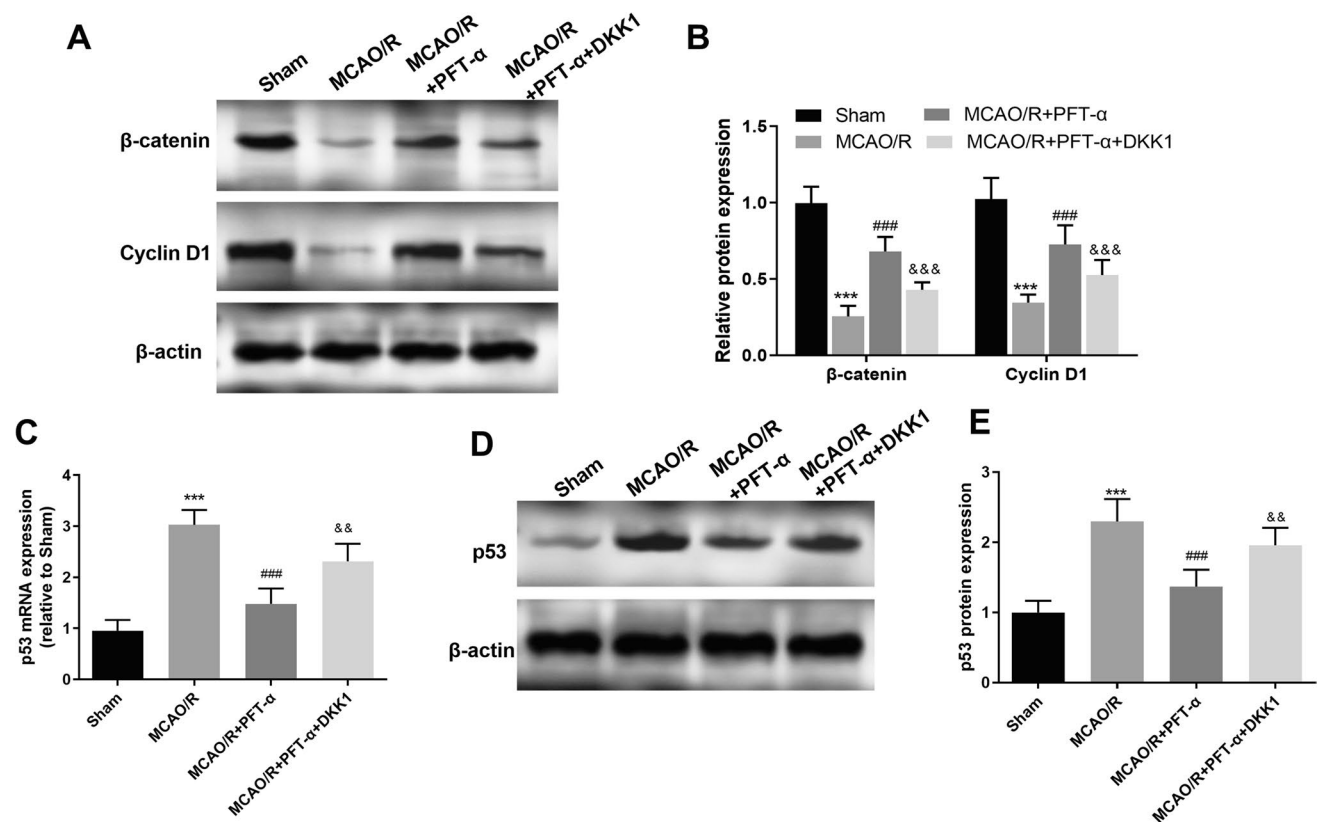 A
Sham
MCAO/R
MCAO/R
+PFT-α
MCAO/R
+PFT-α+DKK1
β-catenin
Cyclin D1
β-actin
B
Sham
MCAO/R+PFT-α
MCAO/R
MCAO/R+PFT-α+DKK1
Relative protein expression
1.5
1.0
0.5
0.0
***
###
&&&
***
###
&&&
β-catenin
Cyclin D1
C
p53 mRNA expression
(relative to Sham)
4
3
2
1
0
***
###
&&
Sham
MCAO/R
MCAO/R+PFT-α
MCAO/R+PFT-α+DKK1
D
Sham
MCAO/R
MCAO/R
+PFT-α
MCAO/R
+PFT-α+DKK1
p53
β-actin
E
p53 protein expression
3
2
1
0
***
###
&&
Sham
MCAO/R
MCAO/R+PFT-α
MCAO/R+PFT-α+DKK1